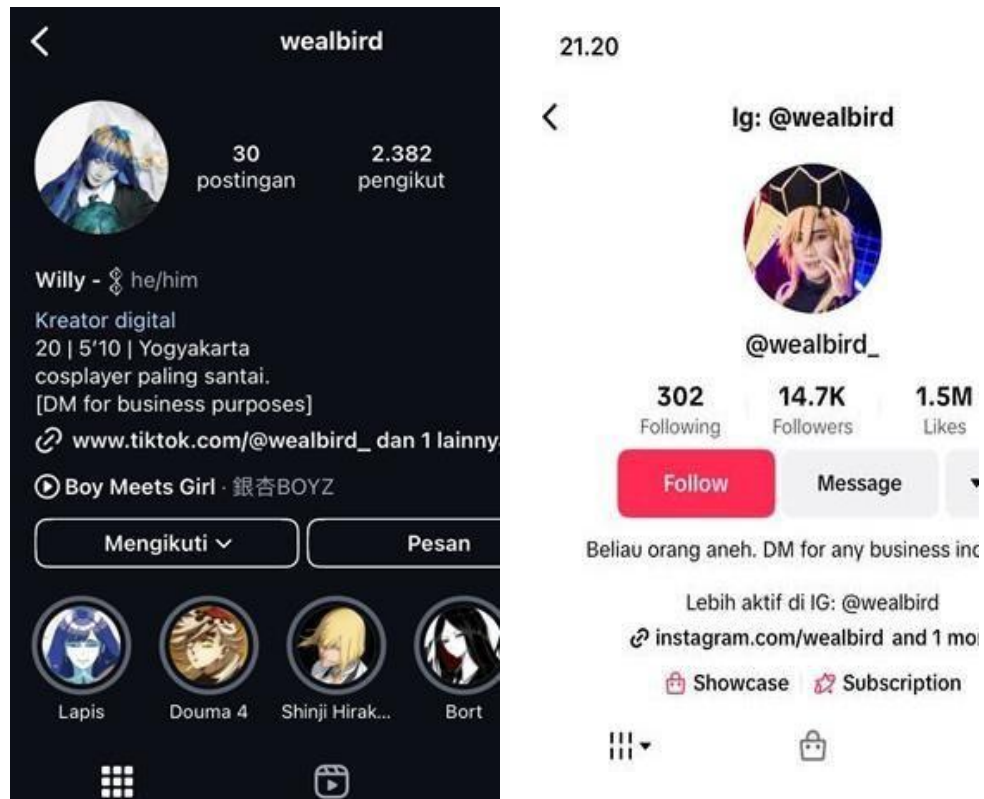 wealbird
30
postingan
2.382
pengikut
Willy - he/him
Kreator digital
20 | 5'10 | Yogyakarta
cosplayer paling santai.
[DM for business purposes]
www.tiktok.com/@wealbird_ dan 1 lainnya
Boy Meets Girl · 銀杏BOYZ
Mengikuti
Pesan
Lapis
Douma 4
Shinji Hirak...
Bort
21.20
Ig: @wealbird
@wealbird_
302
Following
14.7K
Followers
1.5M
Likes
Follow
Message
Beliau orang aneh. DM for any business
Lebih aktif di IG: @wealbird
instagram.com/wealbird and 1
Showcase
Subscription